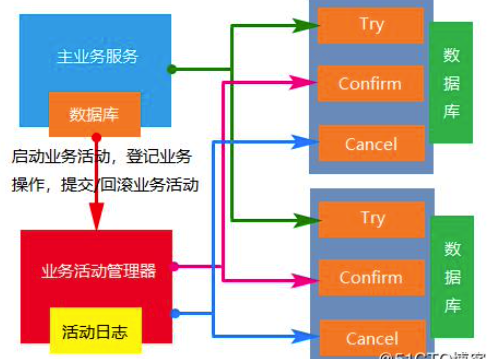 主业务服务
数据库
启动业务活动，登记业务
操作，提交/回滚业务活动
业务活动管理器
活动日志
Try
Confirm
Cancel
数据库
Try
Confirm
Cancel
数据库
@51CTO博客